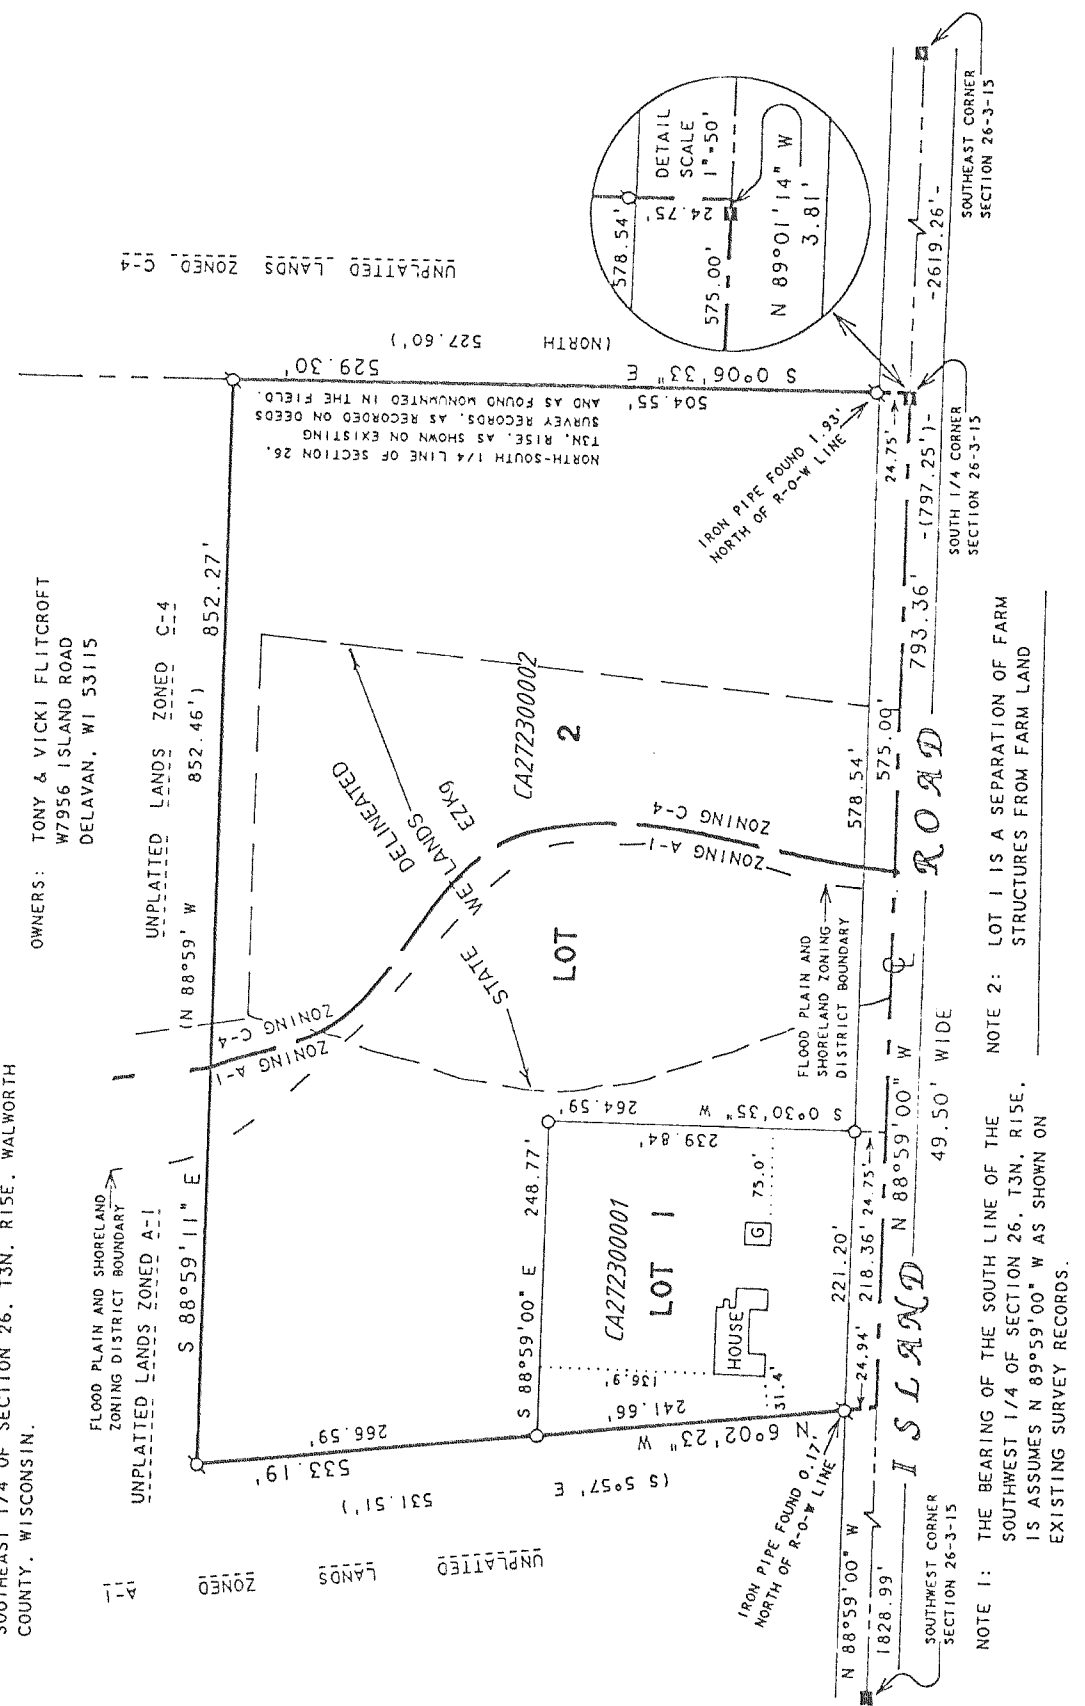 SOUTHEAST 1/4 OF SECTION 26, T3N, R15E, WALWORTH
COUNTY, WISCONSIN.
OWNERS: TONY & VICKI FLITCROFT
W7956 ISLAND ROAD
DELAVAN, WI 53115
FLOOD PLAIN AND SHORELAND
ZONING DISTRICT BOUNDARY
UNPLATTED LANDS ZONED A-1
UNPLATTED LANDS ZONED C-4
S 88°59'11" E
(N 88°59' W 852.46')
852.27'
UNPLATTED LANDS ZONED C-4
UNPLATTED LANDS ZONED A-1
ZONING C-4
ZONING A-1
NORTH-SOUTH 1/4 LINE OF SECTION 26,
T3N, R15E, AS SHOWN ON EXISTING
SURVEY RECORDS, AS RECORDED ON DEEDS
AND AS FOUND MONUMENTED IN THE FIELD.
504.55'
S 0°06'33" E 529.30'
(NORTH 527.60')
266.59'
533.19'
531.51')
(S 5°57' E
N 6°02'23" W
241.66'
S 88°59'00" E 248.77'
239.84'
S 0°30'35" W 264.59'
STATE WETLANDS
DELINEATED
EZKg
CA272300002
LOT 2
CA272300001
LOT 1
HOUSE
G
75.0'
136.9'
31.4'
ZONING A-1
ZONING C-4
FLOOD PLAIN AND
SHORELAND ZONING
DISTRICT BOUNDARY
IRON PIPE FOUND 0.17'
NORTH OF R-O-W LINE
IRON PIPE FOUND 1.93'
NORTH OF R-O-W LINE
578.54'
24.75'
DETAIL
SCALE
1"=50'
575.00'
N 89°01'14" W
3.81'
221.20'
578.54'
24.94'
218.36'
24.75'
575.00'
24.75'
N 88°59'00" W
1828.99'
N 88°59'00" W
793.36'
-(797.25')-
-2619.26'-
ISLAND ROAD
49.50' WIDE
SOUTHWEST CORNER
SECTION 26-3-15
SOUTH 1/4 CORNER
SECTION 26-3-15
SOUTHEAST CORNER
SECTION 26-3-15
NOTE 1: THE BEARING OF THE SOUTH LINE OF THE
SOUTHWEST 1/4 OF SECTION 26, T3N, R15E,
IS ASSUMES N 89°59'00" W AS SHOWN ON
EXISTING SURVEY RECORDS.
NOTE 2: LOT 1 IS A SEPARATION OF FARM
STRUCTURES FROM FARM LAND